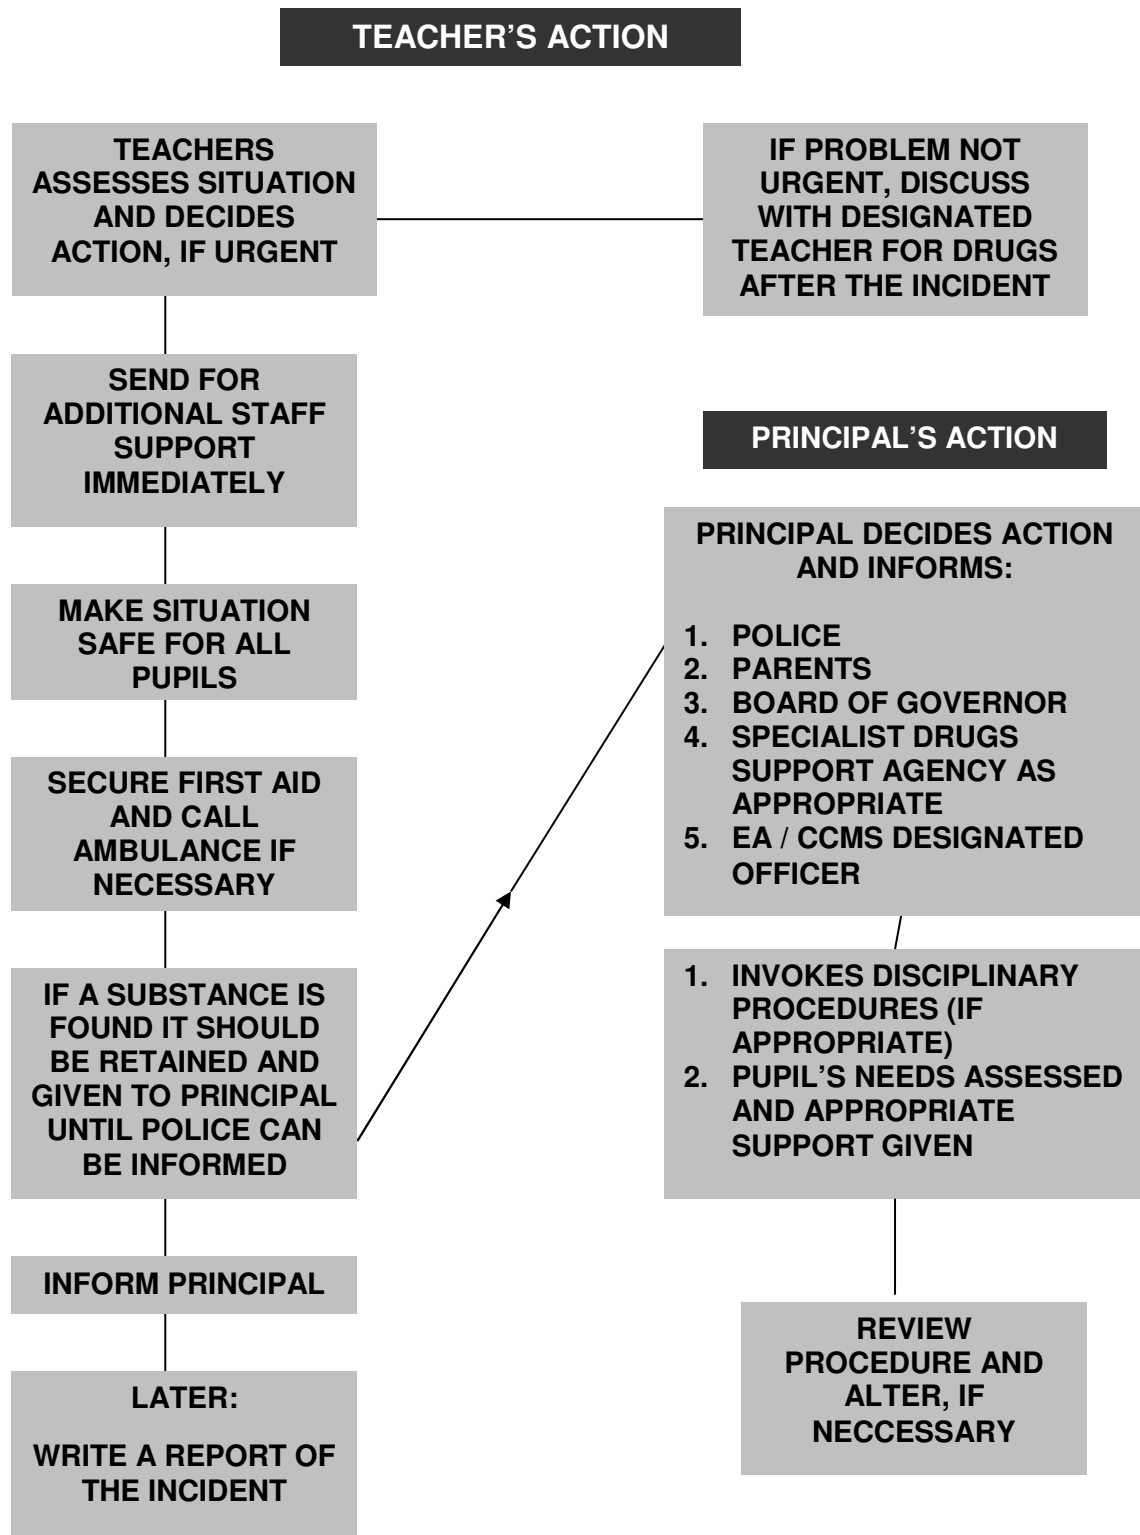 TEACHER’S ACTION
TEACHERS
ASSESSES SITUATION
AND DECIDES
ACTION, IF URGENT
IF PROBLEM NOT
URGENT, DISCUSS
WITH DESIGNATED
TEACHER FOR DRUGS
AFTER THE INCIDENT
SEND FOR
ADDITIONAL STAFF
SUPPORT
IMMEDIATELY
MAKE SITUATION
SAFE FOR ALL
PUPILS
SECURE FIRST AID
AND CALL
AMBULANCE IF
NECESSARY
IF A SUBSTANCE IS
FOUND IT SHOULD
BE RETAINED AND
GIVEN TO PRINCIPAL
UNTIL POLICE CAN
BE INFORMED
INFORM PRINCIPAL
LATER:
WRITE A REPORT OF
THE INCIDENT
PRINCIPAL’S ACTION
PRINCIPAL DECIDES ACTION
AND INFORMS:
1. POLICE
2. PARENTS
3. BOARD OF GOVERNOR
4. SPECIALIST DRUGS
SUPPORT AGENCY AS
APPROPRIATE
5. EA / CCMS DESIGNATED
OFFICER
1. INVOKES DISCIPLINARY
PROCEDURES (IF
APPROPRIATE)
2. PUPIL’S NEEDS ASSESSED
AND APPROPRIATE
SUPPORT GIVEN
REVIEW
PROCEDURE AND
ALTER, IF
NECCESSARY